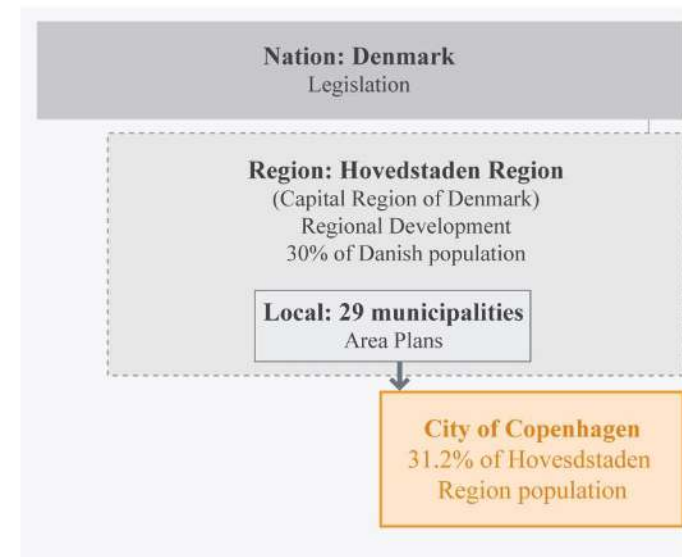 Nation: Denmark
Legislation
Region: Hovedstaden Region
(Capital Region of Denmark)
Regional Development
30% of Danish population
Local: 29 municipalities
Area Plans
City of Copenhagen
31.2% of Hovesdstaden
Region population